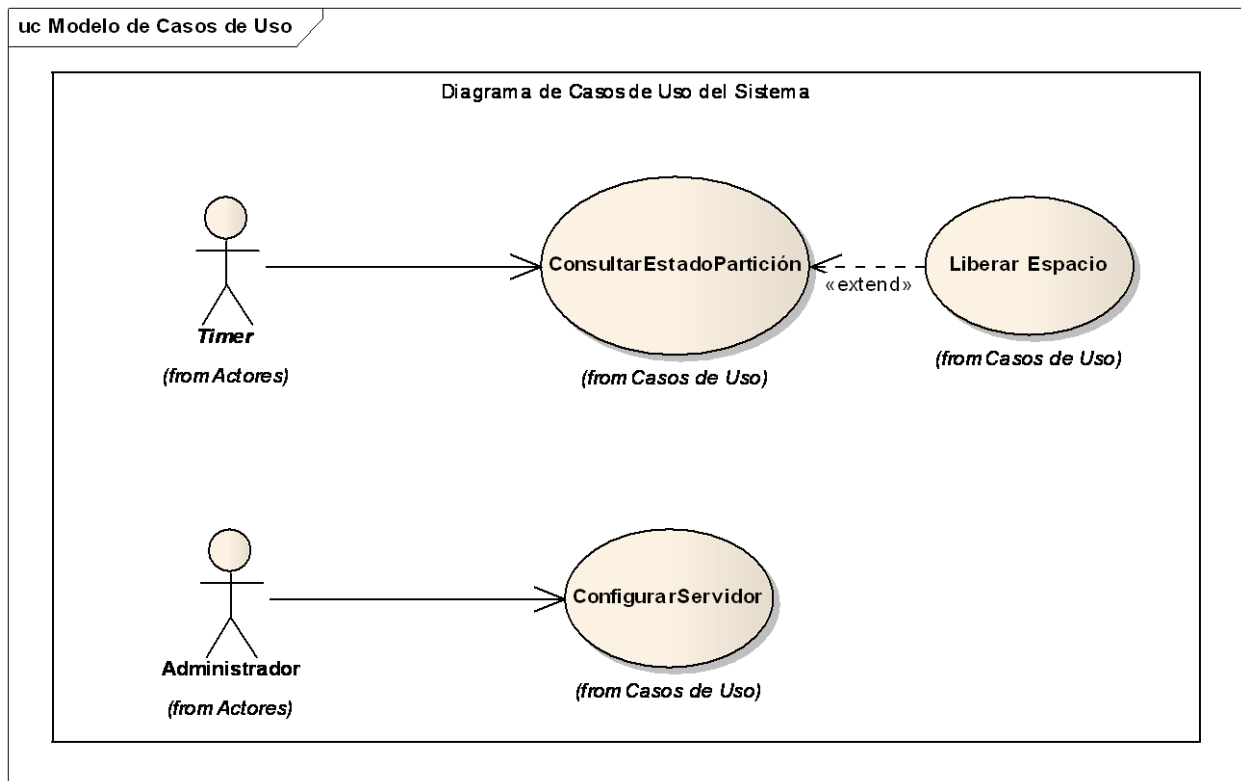 uc Modelo de Casos de Uso
Diagrama de Casos de Uso del Sistema
Timer
(from Actores)
ConsultarEstadoPartición
(from Casos de Uso)
«extend»
Liberar Espacio
(from Casos de Uso)
Administrador
(from Actores)
ConfigurarServidor
(from Casos de Uso)